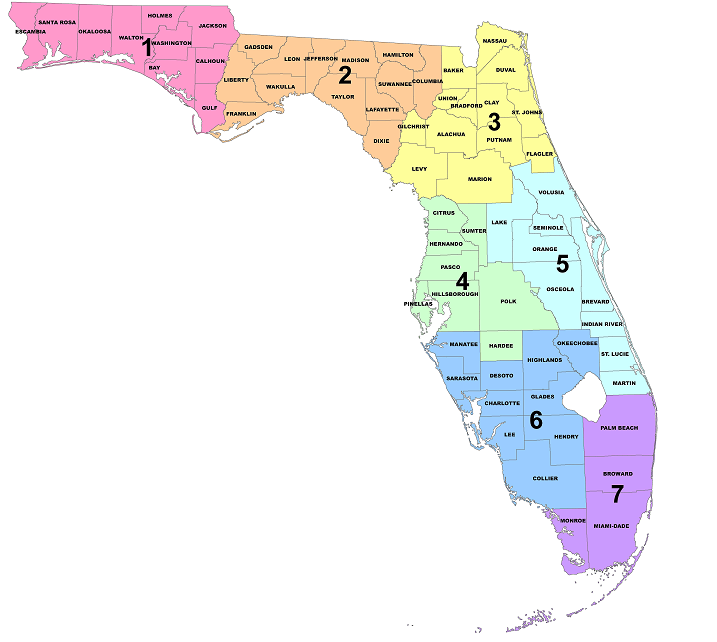 HOLMES
SANTA ROSA
JACKSON
ESCAMBIA
OKALOOSA
WALTON
1
WASHINGTON
CALHOUN
BAY
GULF
GADSDEN
LEON
JEFFERSON
MADISON
HAMILTON
2
LIBERTY
WAKULLA
SUWANNEE
COLUMBIA
TAYLOR
LAFAYETTE
FRANKLIN
DIXIE
NASSAU
BAKER
DUVAL
UNION
BRADFORD
CLAY
ST. JOHNS
3
GILCHRIST
ALACHUA
PUTNAM
FLAGLER
LEVY
MARION
VOLUSIA
LAKE
SEMINOLE
ORANGE
5
OSCEOLA
BREVARD
INDIAN RIVER
ST. LUCIE
MARTIN
CITRUS
SUMTER
HERNANDO
PASCO
4
HILLSBOROUGH
PINELLAS
POLK
HARDEE
MANATEE
OKEECHOBEE
HIGHLANDS
SARASOTA
DESOTO
CHARLOTTE
GLADES
6
LEE
HENDRY
COLLIER
PALM BEACH
BROWARD
7
MONROE
MIAMI-DADE